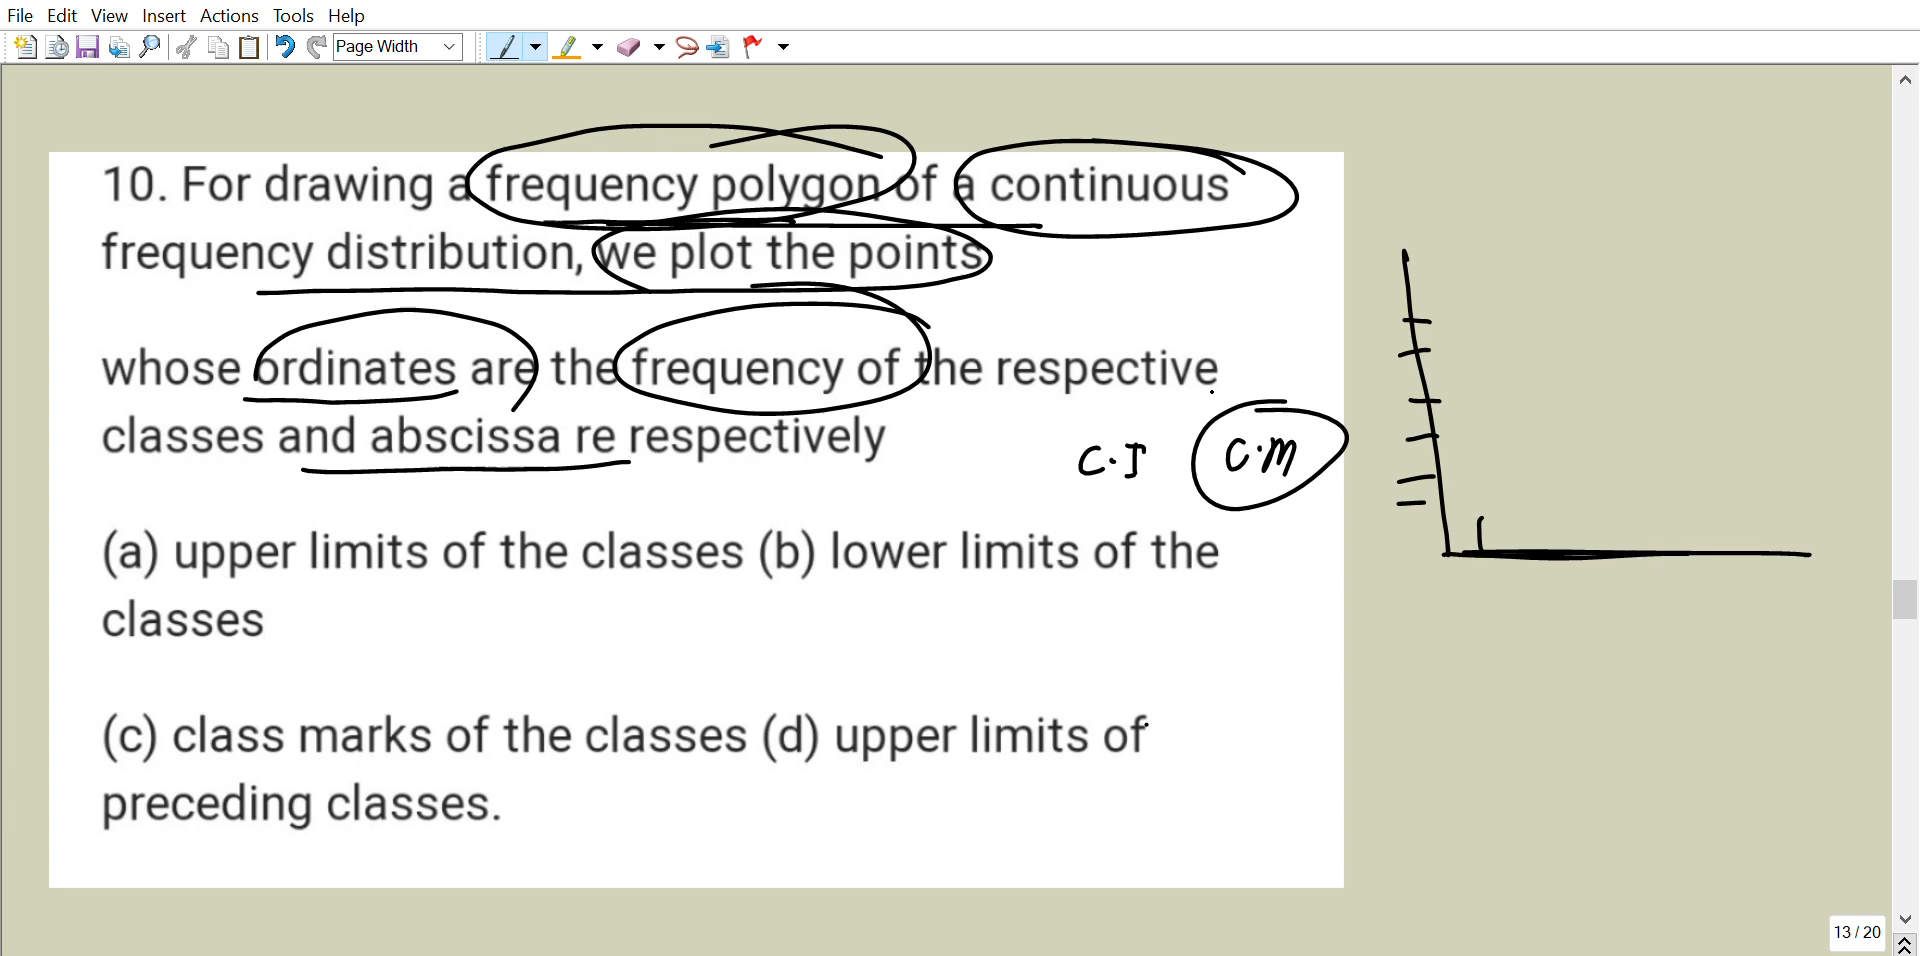 File Edit View Insert Actions Tools Help
Page Width
10. For drawing a frequency polygon of a continuous
frequency distribution, we plot the points
whose ordinates are the frequency of the respective
classes and abscissa re respectively
C.I C.M
(a) upper limits of the classes (b) lower limits of the
classes
(c) class marks of the classes (d) upper limits of
preceding classes.
13 / 20